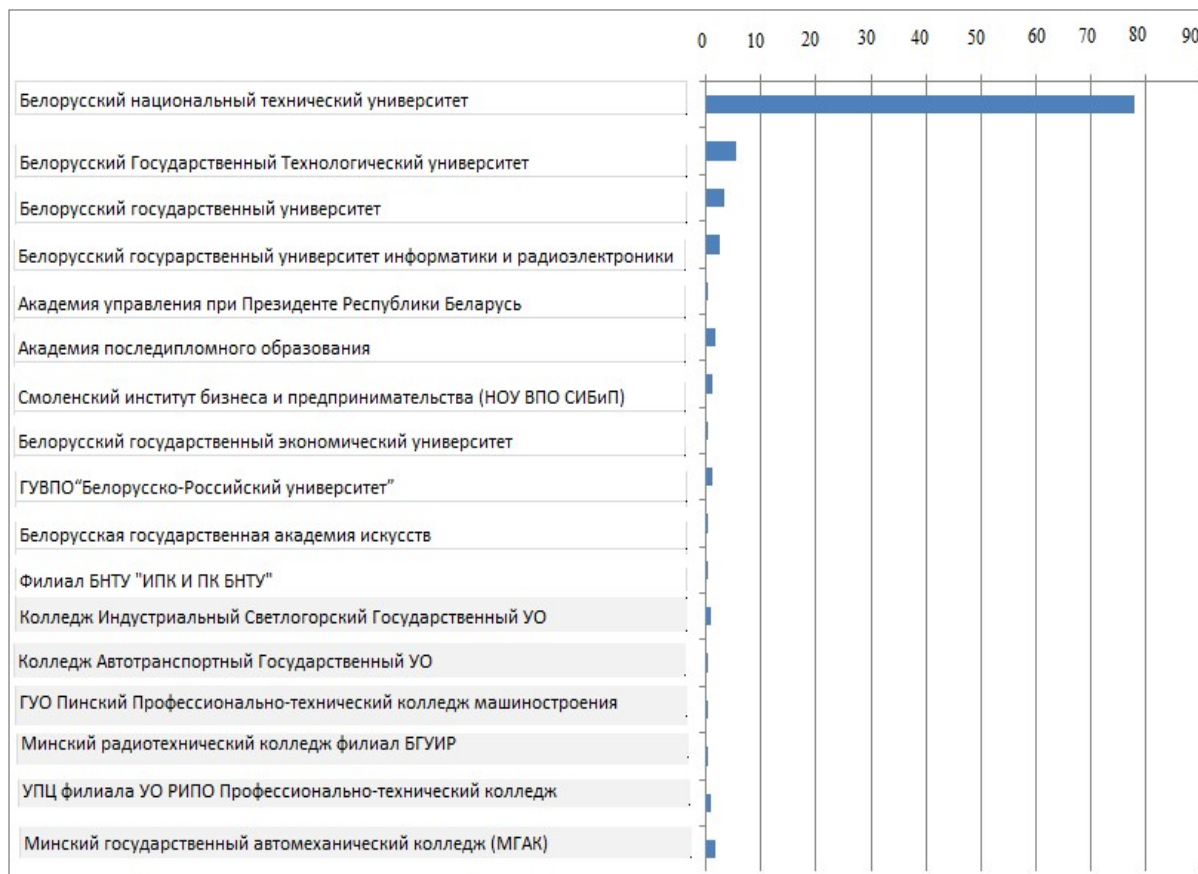 0 10 20 30 40 50 60 70 80 90
Белорусский национальный технический университет
Белорусский Государственный Технологический университет
Белорусский государственный университет
Белорусский госурарственный университет информатики и радиоэлектроники
Академия управления при Президенте Республики Беларусь
Академия последипломного образования
Смоленский институт бизнеса и предпринимательства (НОУ ВПО СИБиП)
Белорусский государственный экономический университет
ГУВПО“Белорусско-Российский университет”
Белорусская государственная академия искусств
Филиал БНТУ "ИПК И ПК БНТУ"
Колледж Индустриальный Светлогорский Государственный УО
Колледж Автотранспортный Государственный УО
ГУО Пинский Профессионально-технический колледж машиностроения
Минский радиотехнический колледж филиал БГУИР
УПЦ филиала УО РИПО Профессионально-технический колледж
Минский государственный автомеханический колледж (МГАК)